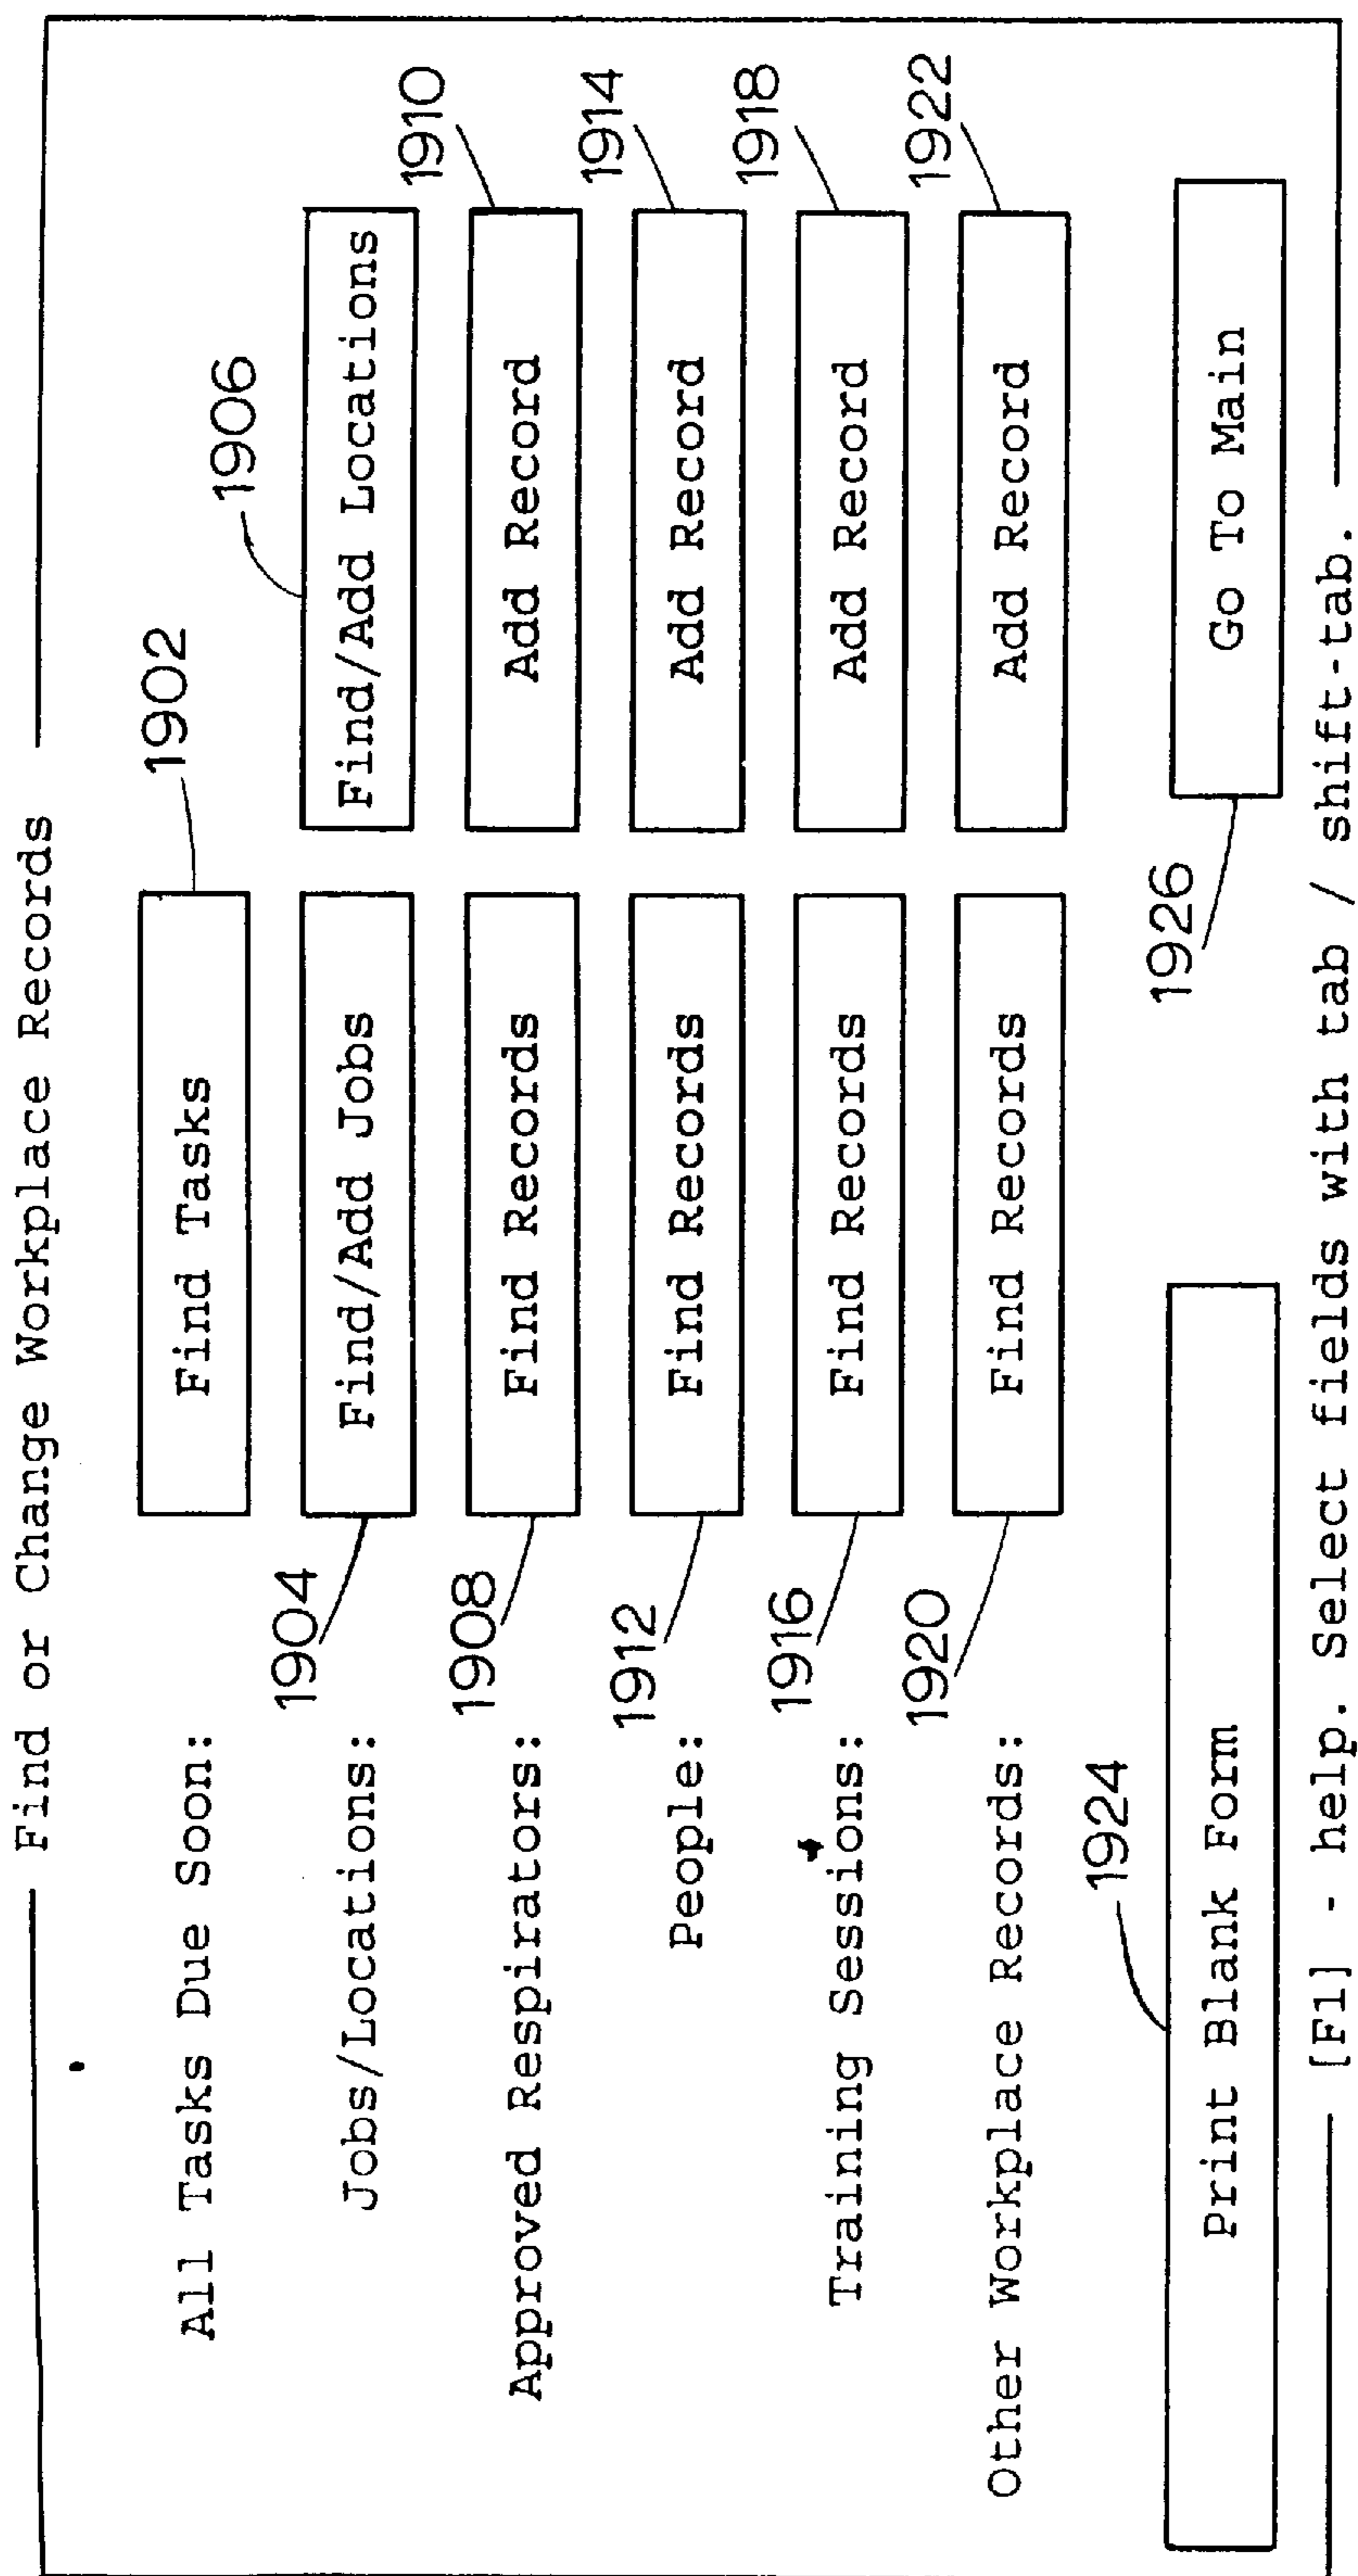 Find or Change Workplace Records
1902
All Tasks Due Soon: Find Tasks
1906
1904
Jobs/Locations: Find/Add Jobs Find/Add Locations
1908 1910
Approved Respirators: Find Records Add Record
1912 1914
People: Find Records Add Record
1916 1918
Training Sessions: Find Records Add Record
1920 1922
Other Workplace Records: Find Records Add Record
1924 1926
Print Blank Form Go To Main
[F1] - help. Select fields with tab / shift-tab.